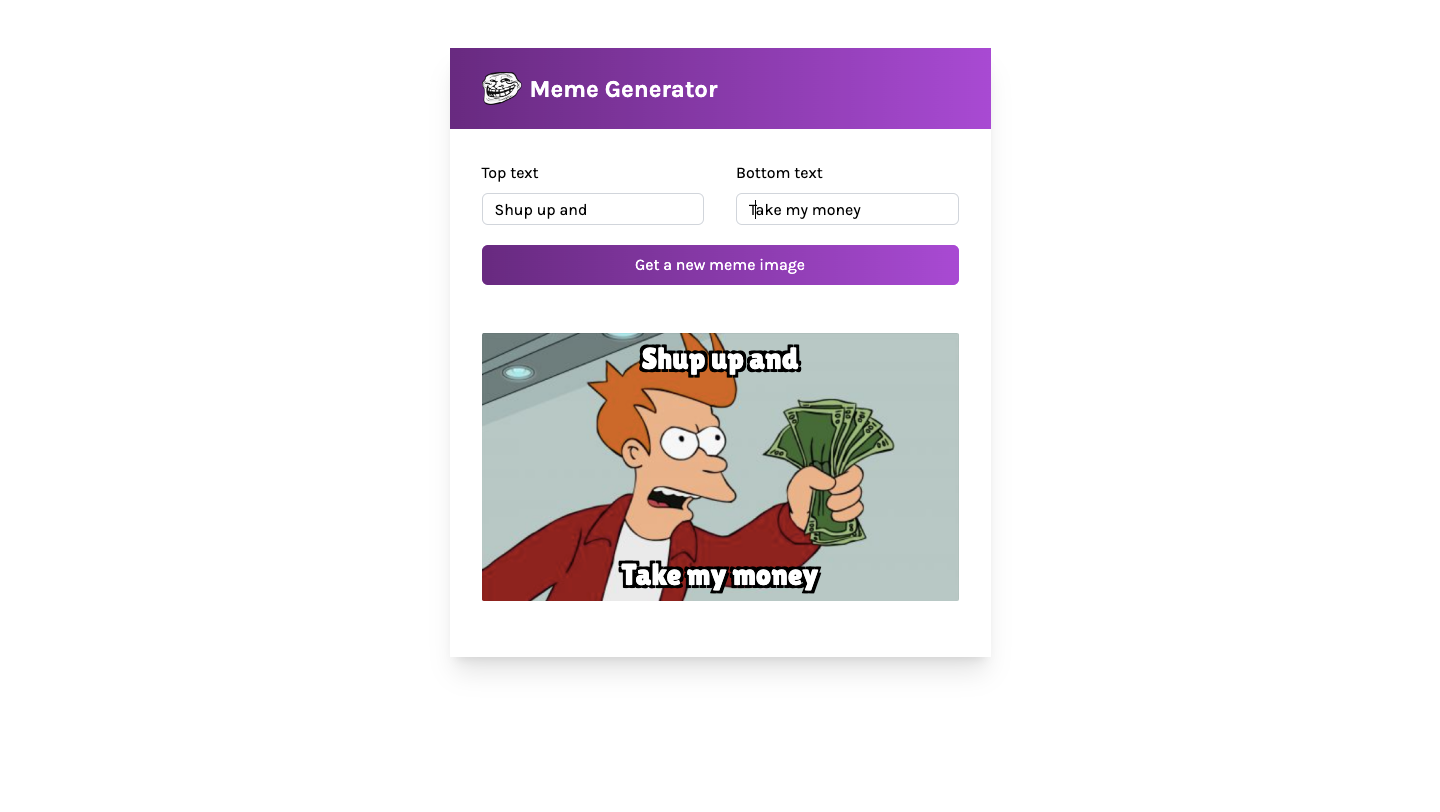 Meme Generator
Top text
Bottom text
Shup up and
Take my money
Get a new meme image
Shup up and
Take my money